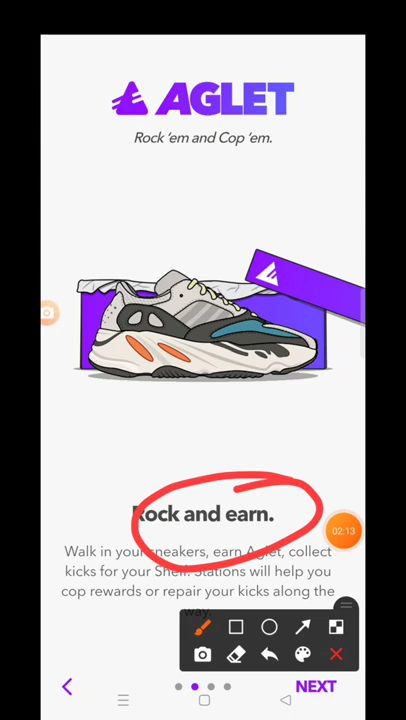 AGLET
Rock 'em and Cop 'em.
Rock and earn.
02:13
Walk in your sneakers, earn Aglet, collect
kicks for your Shelf. Stations will help you
cop rewards or repair your kicks along the
way.
NEXT